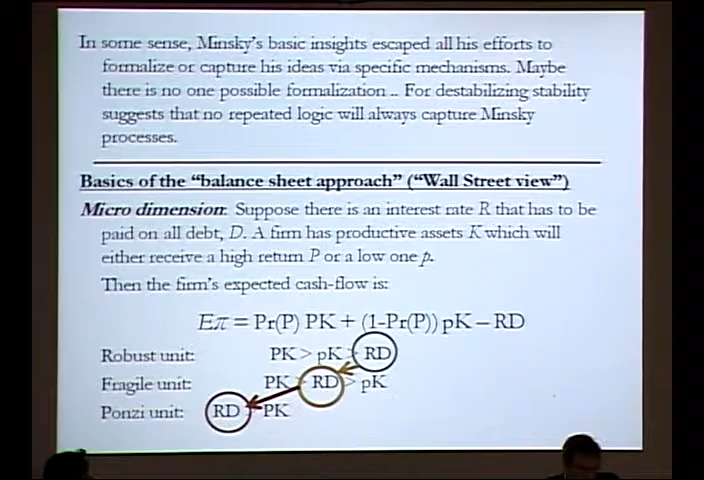 In some sense, Minsky's basic insights escaped all his efforts to
formalize or capture his ideas via specific mechanisms. Maybe
there is no one possible formalization .. For destabilizing stability
suggests that no repeated logic will always capture Minsky
processes.
Basics of the “balance sheet approach” (“Wall Street view”)
Micro dimension: Suppose there is an interest rate R that has to be
paid on all debt, D. A firm has productive assets K which will
either receive a high return P or a low one p.
Then the firm's expected cash-flow is:
Eπ = Pr(P) PK + (1-Pr(P)) pK – RD
Robust unit: PK > pK > RD
Fragile unit: PK > RD > pK
Ponzi unit: RD > PK